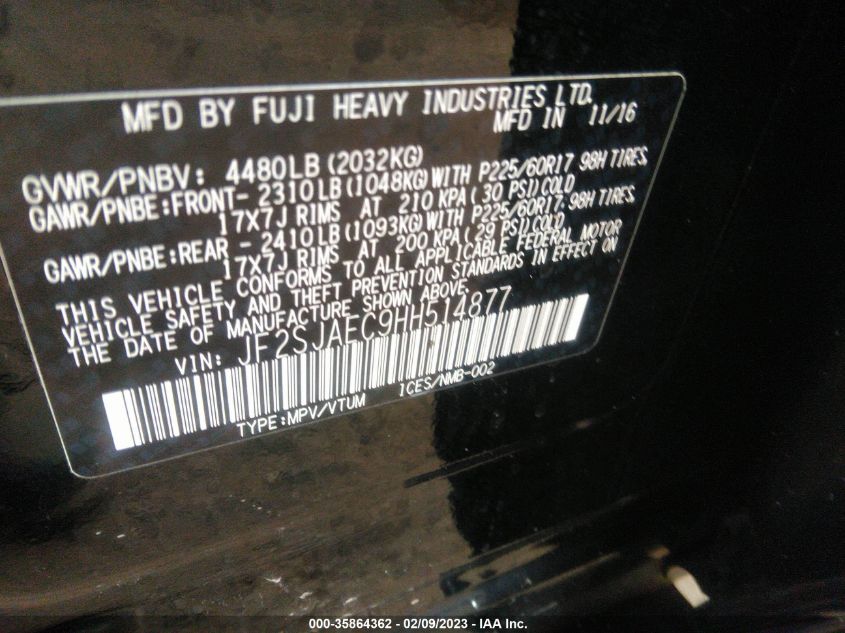 MFD BY FUJI HEAVY INDUSTRIES LTD.
MFD IN 11/16
GVWR/PNBV: 4480LB (2032KG)
GAWR/PNBE:FRONT- 2310LB (1048KG) WITH P225/60R17 98H TIRES
17X7J RIMS AT 210 KPA ( 30 PSI) COLD
GAWR/PNBE:REAR - 2410LB (1093KG) WITH P225/60R17 98H TIRES
17X7J RIMS AT 200 KPA ( 29 PSI) COLD
THIS VEHICLE CONFORMS TO ALL APPLICABLE FEDERAL MOTOR
VEHICLE SAFETY AND THEFT PREVENTION STANDARDS IN EFFECT ON
THE DATE OF MANUFACTURE SHOWN ABOVE.
VIN: JF2SJAEC9HH514877
TYPE:MPV/VTUM ICES/NMB-002
000-35864362 - 02/09/2023 - IAA Inc.